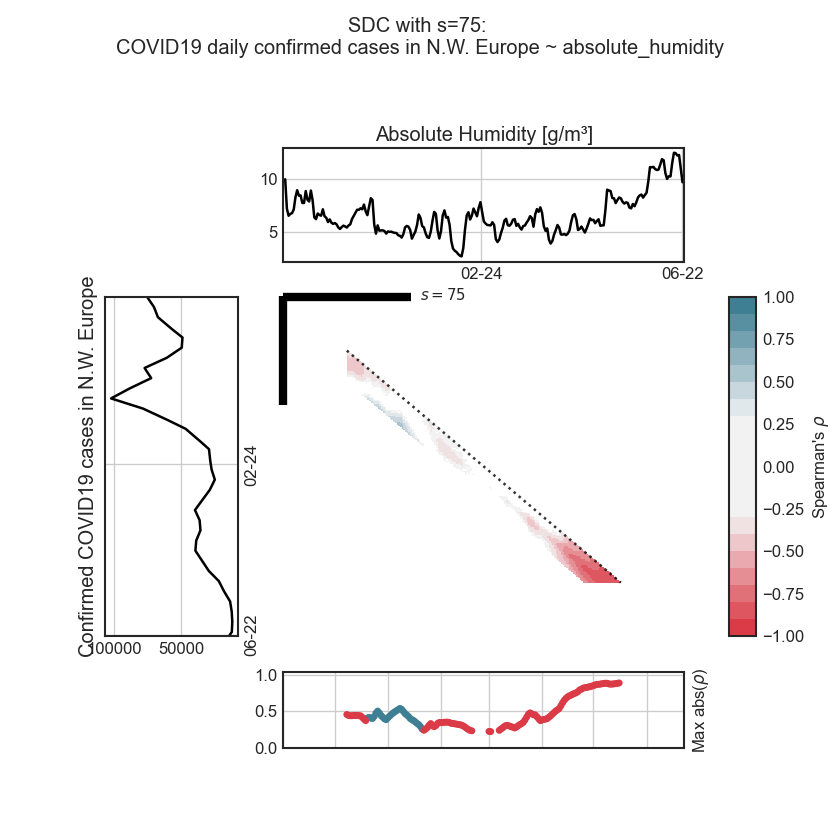 SDC with s=75:
COVID19 daily confirmed cases in N.W. Europe ~ absolute_humidity
Absolute Humidity [g/m³]
10
5
02-24
06-22
s = 75
Confirmed COVID19 cases in N.W. Europe
02-24
06-22
100000
50000
1.00
0.75
0.50
0.25
0.00
−0.25
−0.50
−0.75
−1.00
Spearman's ρ
1.0
0.5
0.0
Max abs(ρ)